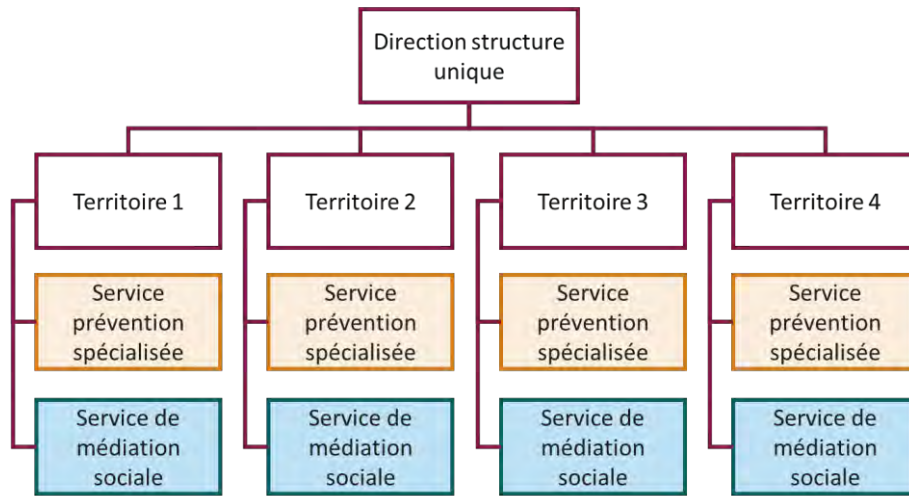 Direction structure
unique
Territoire 1
Territoire 2
Territoire 3
Territoire 4
Service
prévention
spécialisée
Service
prévention
spécialisée
Service
prévention
spécialisée
Service
prévention
spécialisée
Service de
médiation
sociale
Service de
médiation
sociale
Service de
médiation
sociale
Service de
médiation
sociale